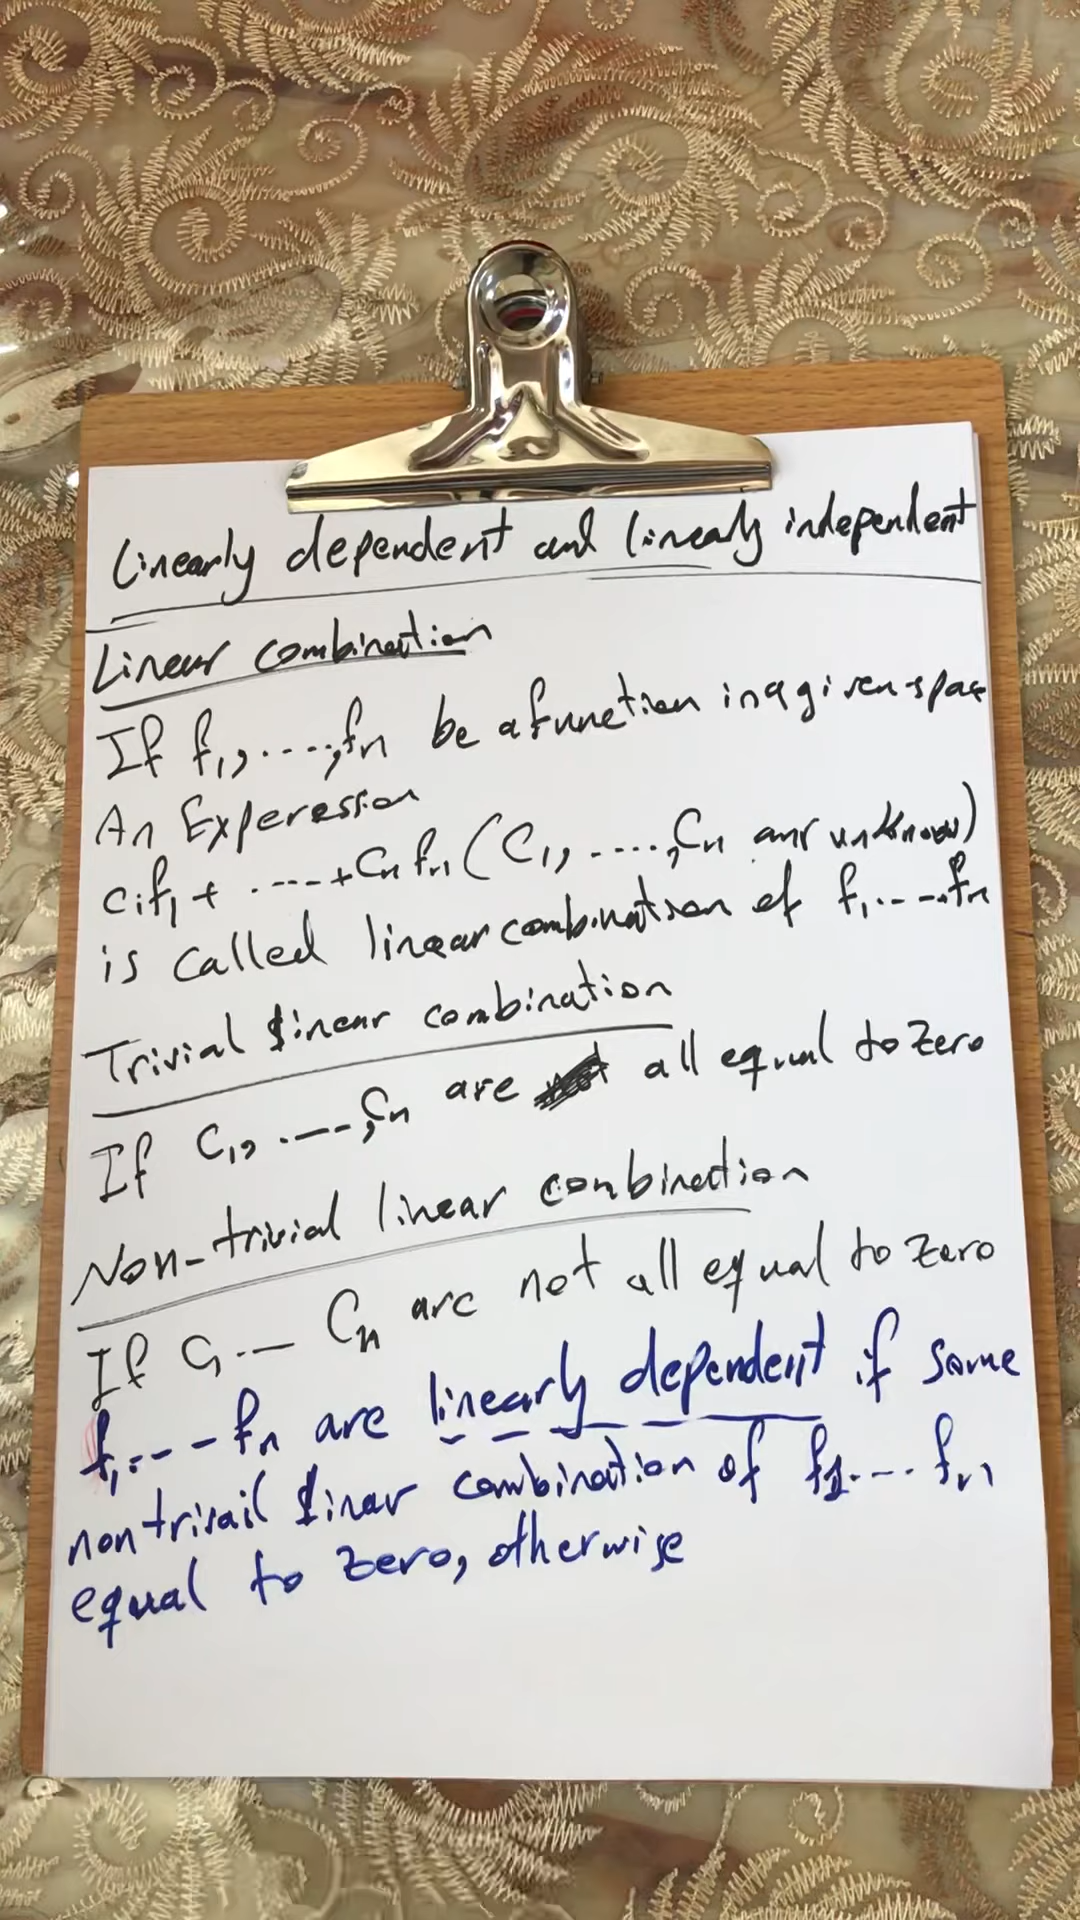 Linearly dependent and linearly independent
Linear combination
If f₁, ....., fn be a function in a given space
An Experession
c₁f₁ + .....+ Cn fn (C₁, ....., Cn unknown)
is called linear combination of f₁....fn
Trivial linear combination
If C₁, ....., Cn are all equal to zero
Non-trivial linear combination
If C₁... Cn are not all equal to zero
f₁.... fn are linearly dependent if some
nontrivail linar combination of f1.... fn
equal to zero, otherwise